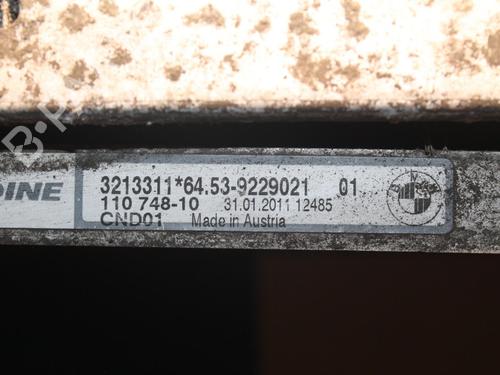 DINE
3213311*64.53-9229021 01
110 748-10 31.01.2011 12485
CND01 Made in Austria